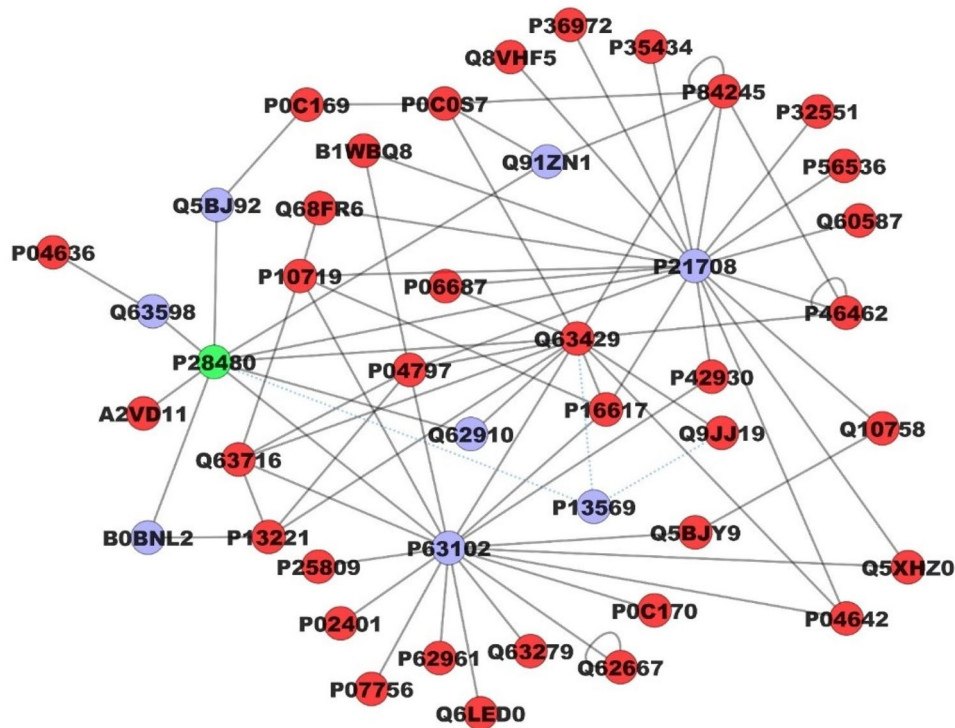 P36972
P35434
Q8VHF5
P84245
P0C169
P0C0S7
P32551
B1WBQ8
Q91ZN1
P56536
Q5BJ92
Q68FR6
Q60587
P04636
P10719
P06687
P21708
Q63598
P46462
Q63429
P28480
P04797
P42930
A2VD11
P16617
Q62910
Q9JJ19
Q10758
Q63716
P13569
B0BNL2
P13221
P63102
Q5BJY9
P25809
Q5XHZ0
P02401
P0C170
P04642
P62961
Q63279
Q62667
P07756
Q6LED0